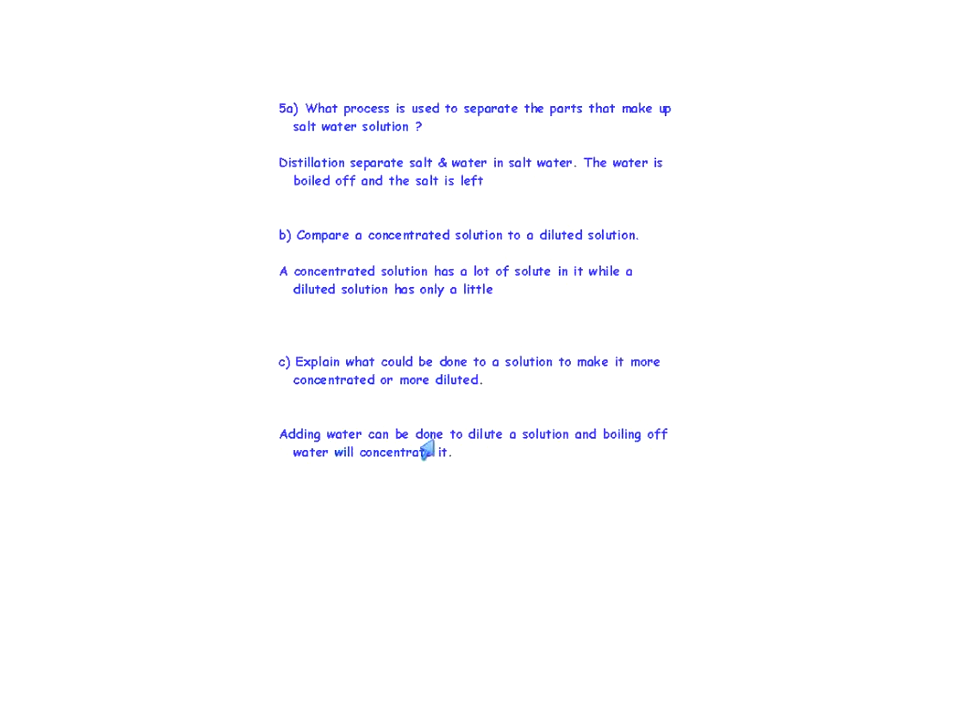 5a) What process is used to separate the parts that make up
salt water solution ?
Distillation separate salt & water in salt water. The water is
boiled off and the salt is left
b) Compare a concentrated solution to a diluted solution.
A concentrated solution has a lot of solute in it while a
diluted solution has only a little
c) Explain what could be done to a solution to make it more
concentrated or more diluted.
Adding water can be done to dilute a solution and boiling off
water will concentrate it.